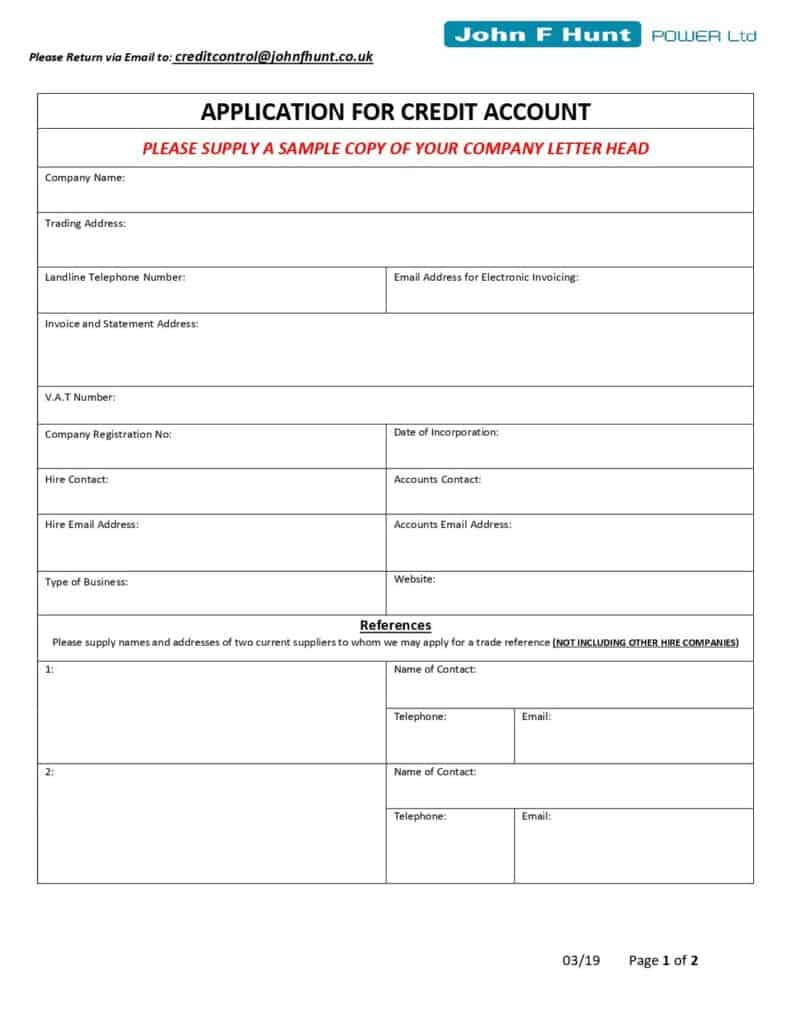 John F Hunt POWER Ltd
Please Return via Email to: creditcontrol@johnfhunt.co.uk
APPLICATION FOR CREDIT ACCOUNT
PLEASE SUPPLY A SAMPLE COPY OF YOUR COMPANY LETTER HEAD
Company Name:
Trading Address:
Landline Telephone Number:
Email Address for Electronic Invoicing:
Invoice and Statement Address:
V.A.T Number:
Company Registration No:
Date of Incorporation:
Hire Contact:
Accounts Contact:
Hire Email Address:
Accounts Email Address:
Type of Business:
Website:
References
Please supply names and addresses of two current suppliers to whom we may apply for a trade reference (NOT INCLUDING OTHER HIRE COMPANIES)
1:
Name of Contact:
Telephone:
Email:
2:
Name of Contact:
Telephone:
Email:
03/19 Page 1 of 2